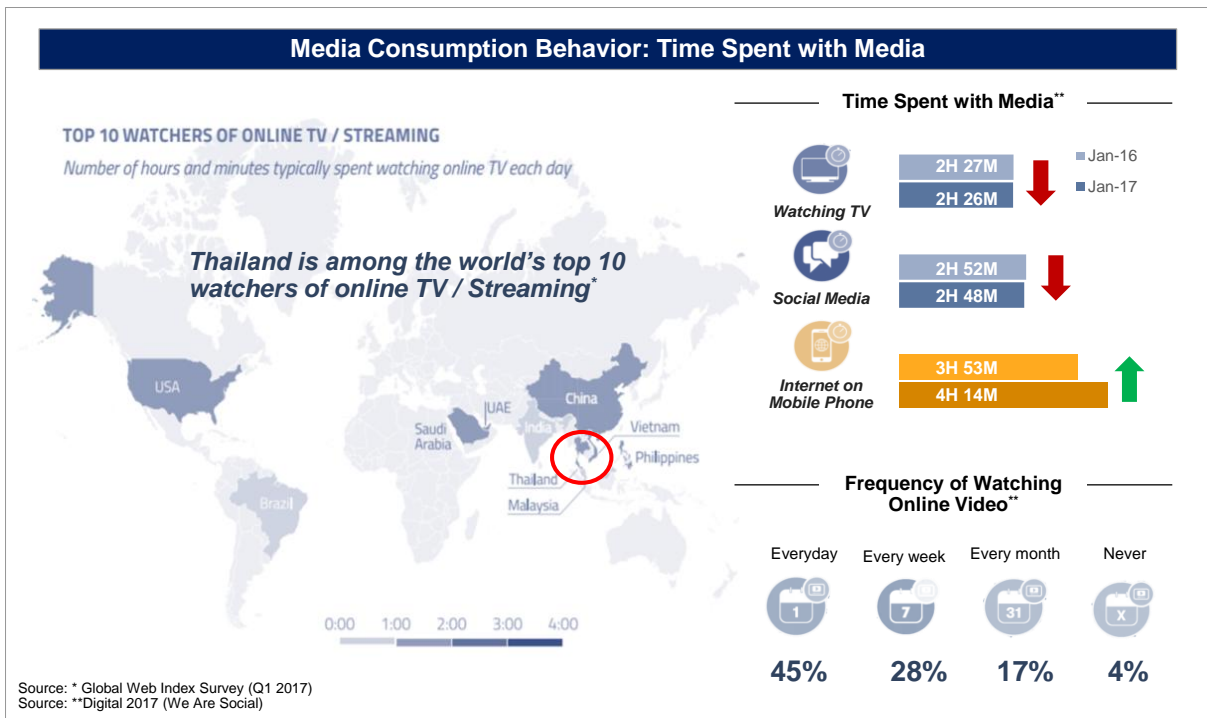 Media Consumption Behavior: Time Spent with Media
TOP 10 WATCHERS OF ONLINE TV / STREAMING
Number of hours and minutes typically spent watching online TV each day
Thailand is among the world's top 10
watchers of online TV / Streaming*
USA
Brazil
Saudi
Arabia
UAE
India
China
Vietnam
Philippines
Thailand
Malaysia
0:00 1:00 2:00 3:00 4:00
Time Spent with Media**
Jan-16
Jan-17
2H 27M
2H 26M
Watching TV
2H 52M
2H 48M
Social Media
3H 53M
4H 14M
Internet on
Mobile Phone
Frequency of Watching
Online Video**
Everyday Every week Every month Never
1 7 31 X
45% 28% 17% 4%
Source: * Global Web Index Survey (Q1 2017)
Source: **Digital 2017 (We Are Social)